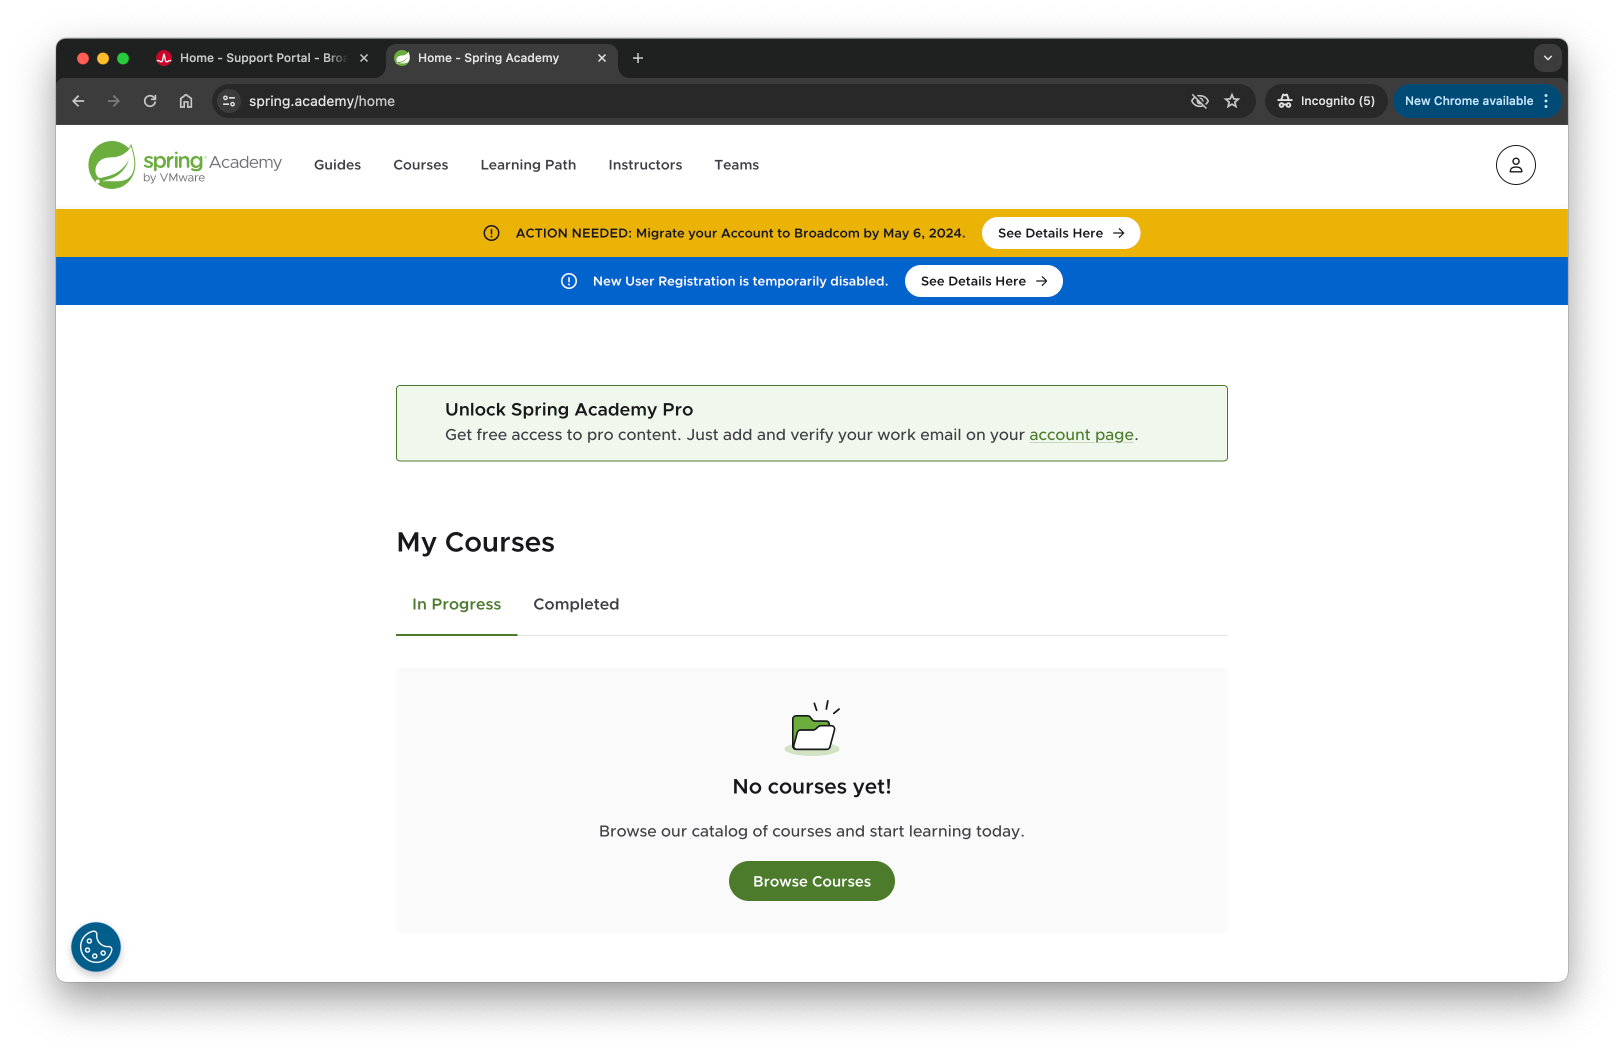 Home - Support Portal - Bro
Home - Spring Academy
spring.academy/home
Incognito (5)
New Chrome available
spring Academy
by VMware
Guides
Courses
Learning Path
Instructors
Teams
ACTION NEEDED: Migrate your Account to Broadcom by May 6, 2024.
See Details Here
New User Registration is temporarily disabled.
See Details Here
Unlock Spring Academy Pro
Get free access to pro content. Just add and verify your work email on your account page.
My Courses
In Progress
Completed
No courses yet!
Browse our catalog of courses and start learning today.
Browse Courses